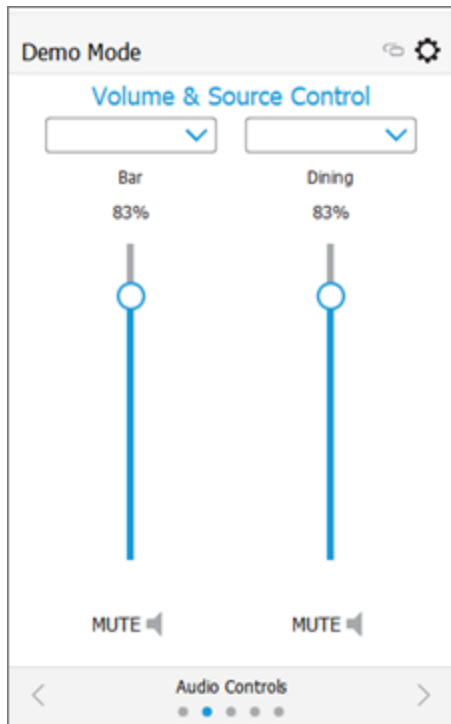 Demo Mode
Volume & Source Control
Bar
Dining
83%
83%
MUTE
MUTE
Audio Controls